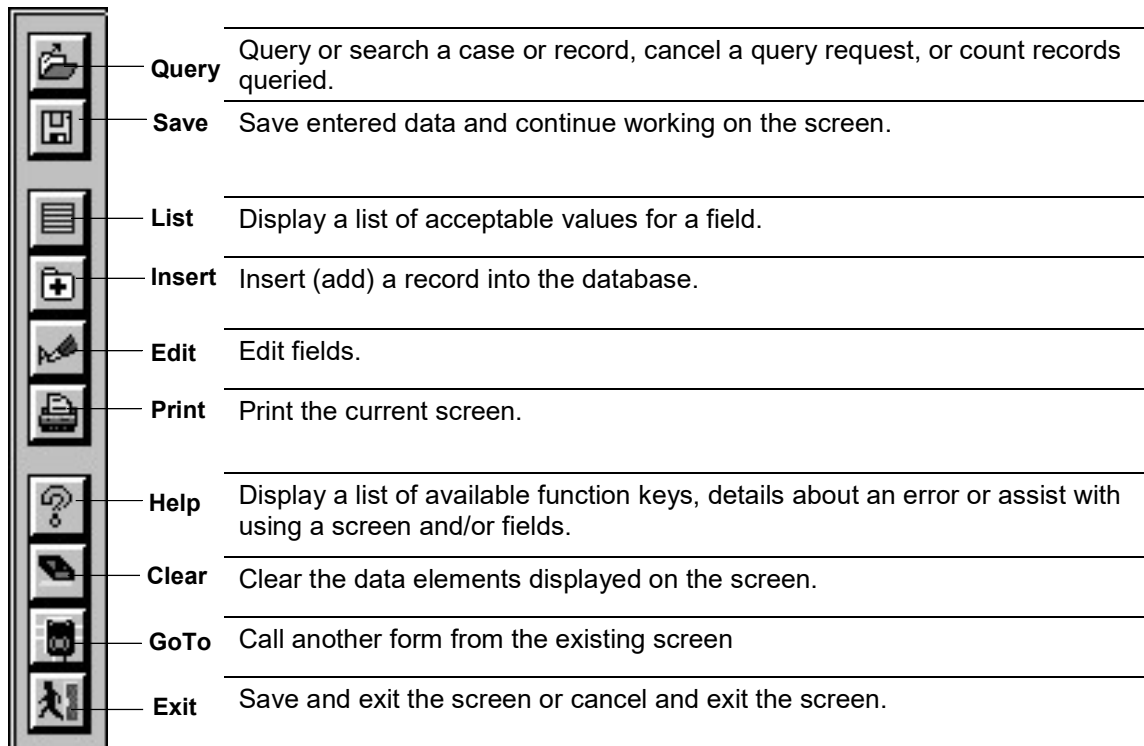 Query Query or search a case or record, cancel a query request, or count records
queried.
Save Save entered data and continue working on the screen.
List Display a list of acceptable values for a field.
Insert Insert (add) a record into the database.
Edit Edit fields.
Print Print the current screen.
Help Display a list of available function keys, details about an error or assist with
using a screen and/or fields.
Clear Clear the data elements displayed on the screen.
GoTo Call another form from the existing screen
Exit Save and exit the screen or cancel and exit the screen.